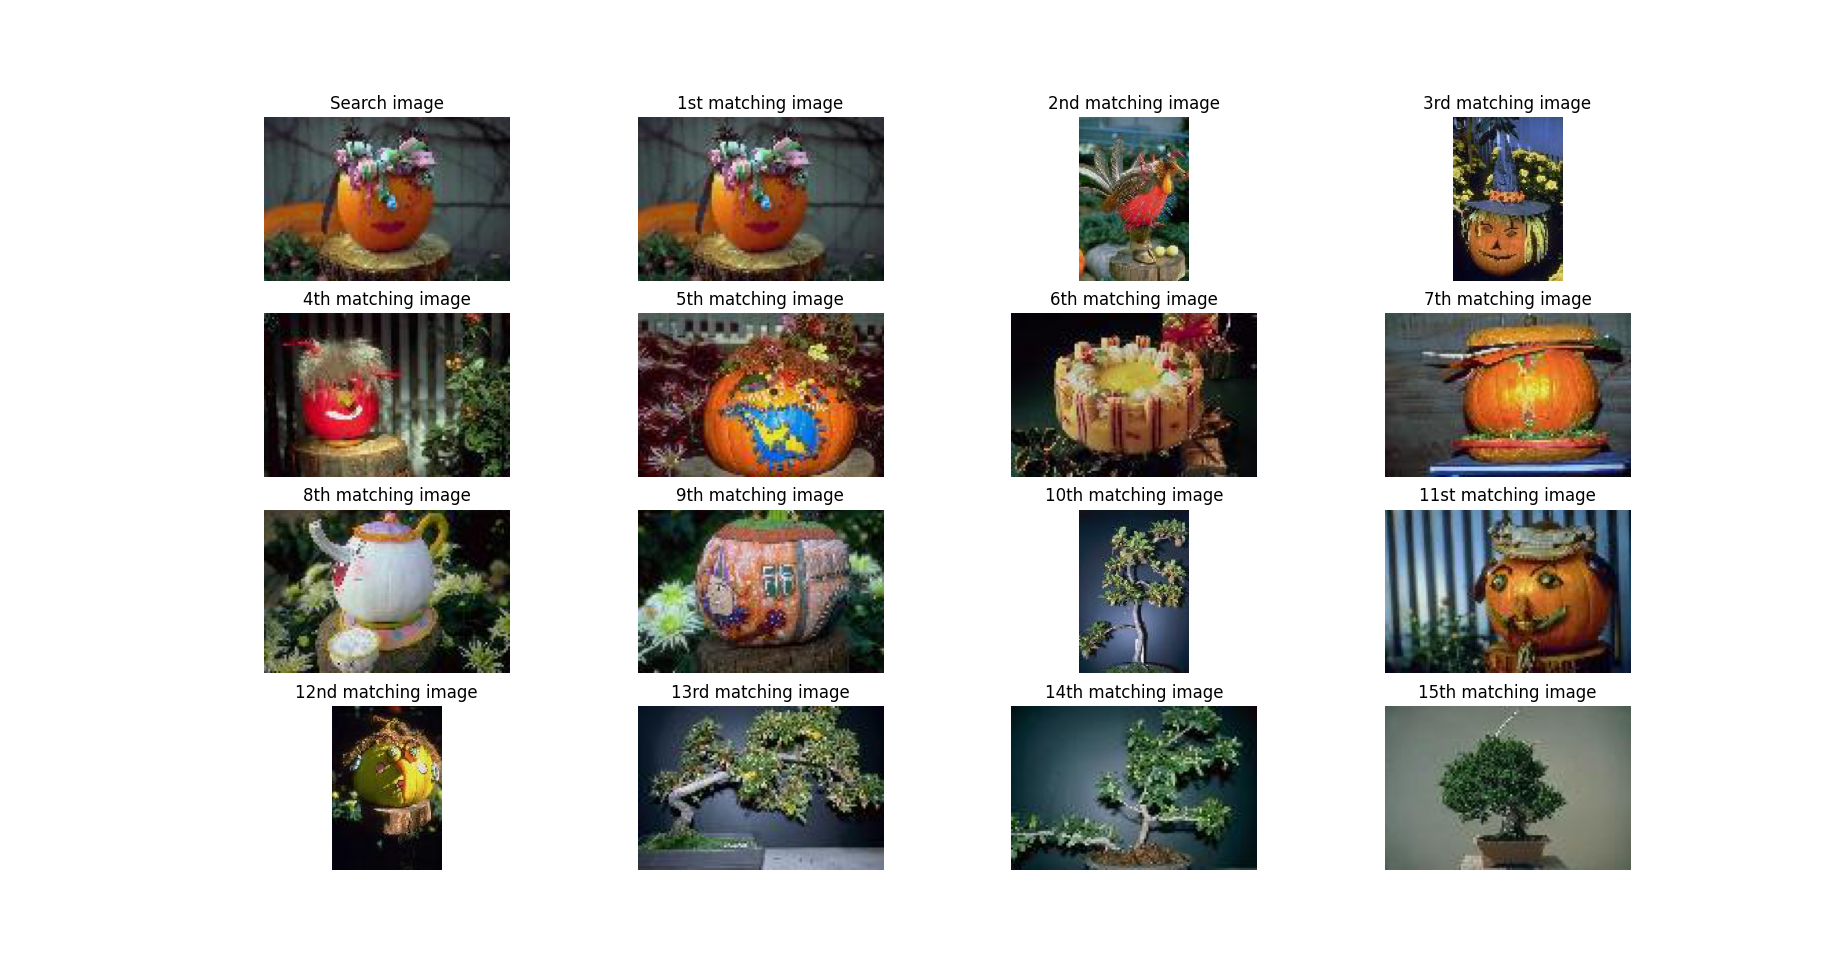 Search image
1st matching image
2nd matching image
3rd matching image
4th matching image
5th matching image
6th matching image
7th matching image
8th matching image
9th matching image
10th matching image
11st matching image
12nd matching image
13rd matching image
14th matching image
15th matching image